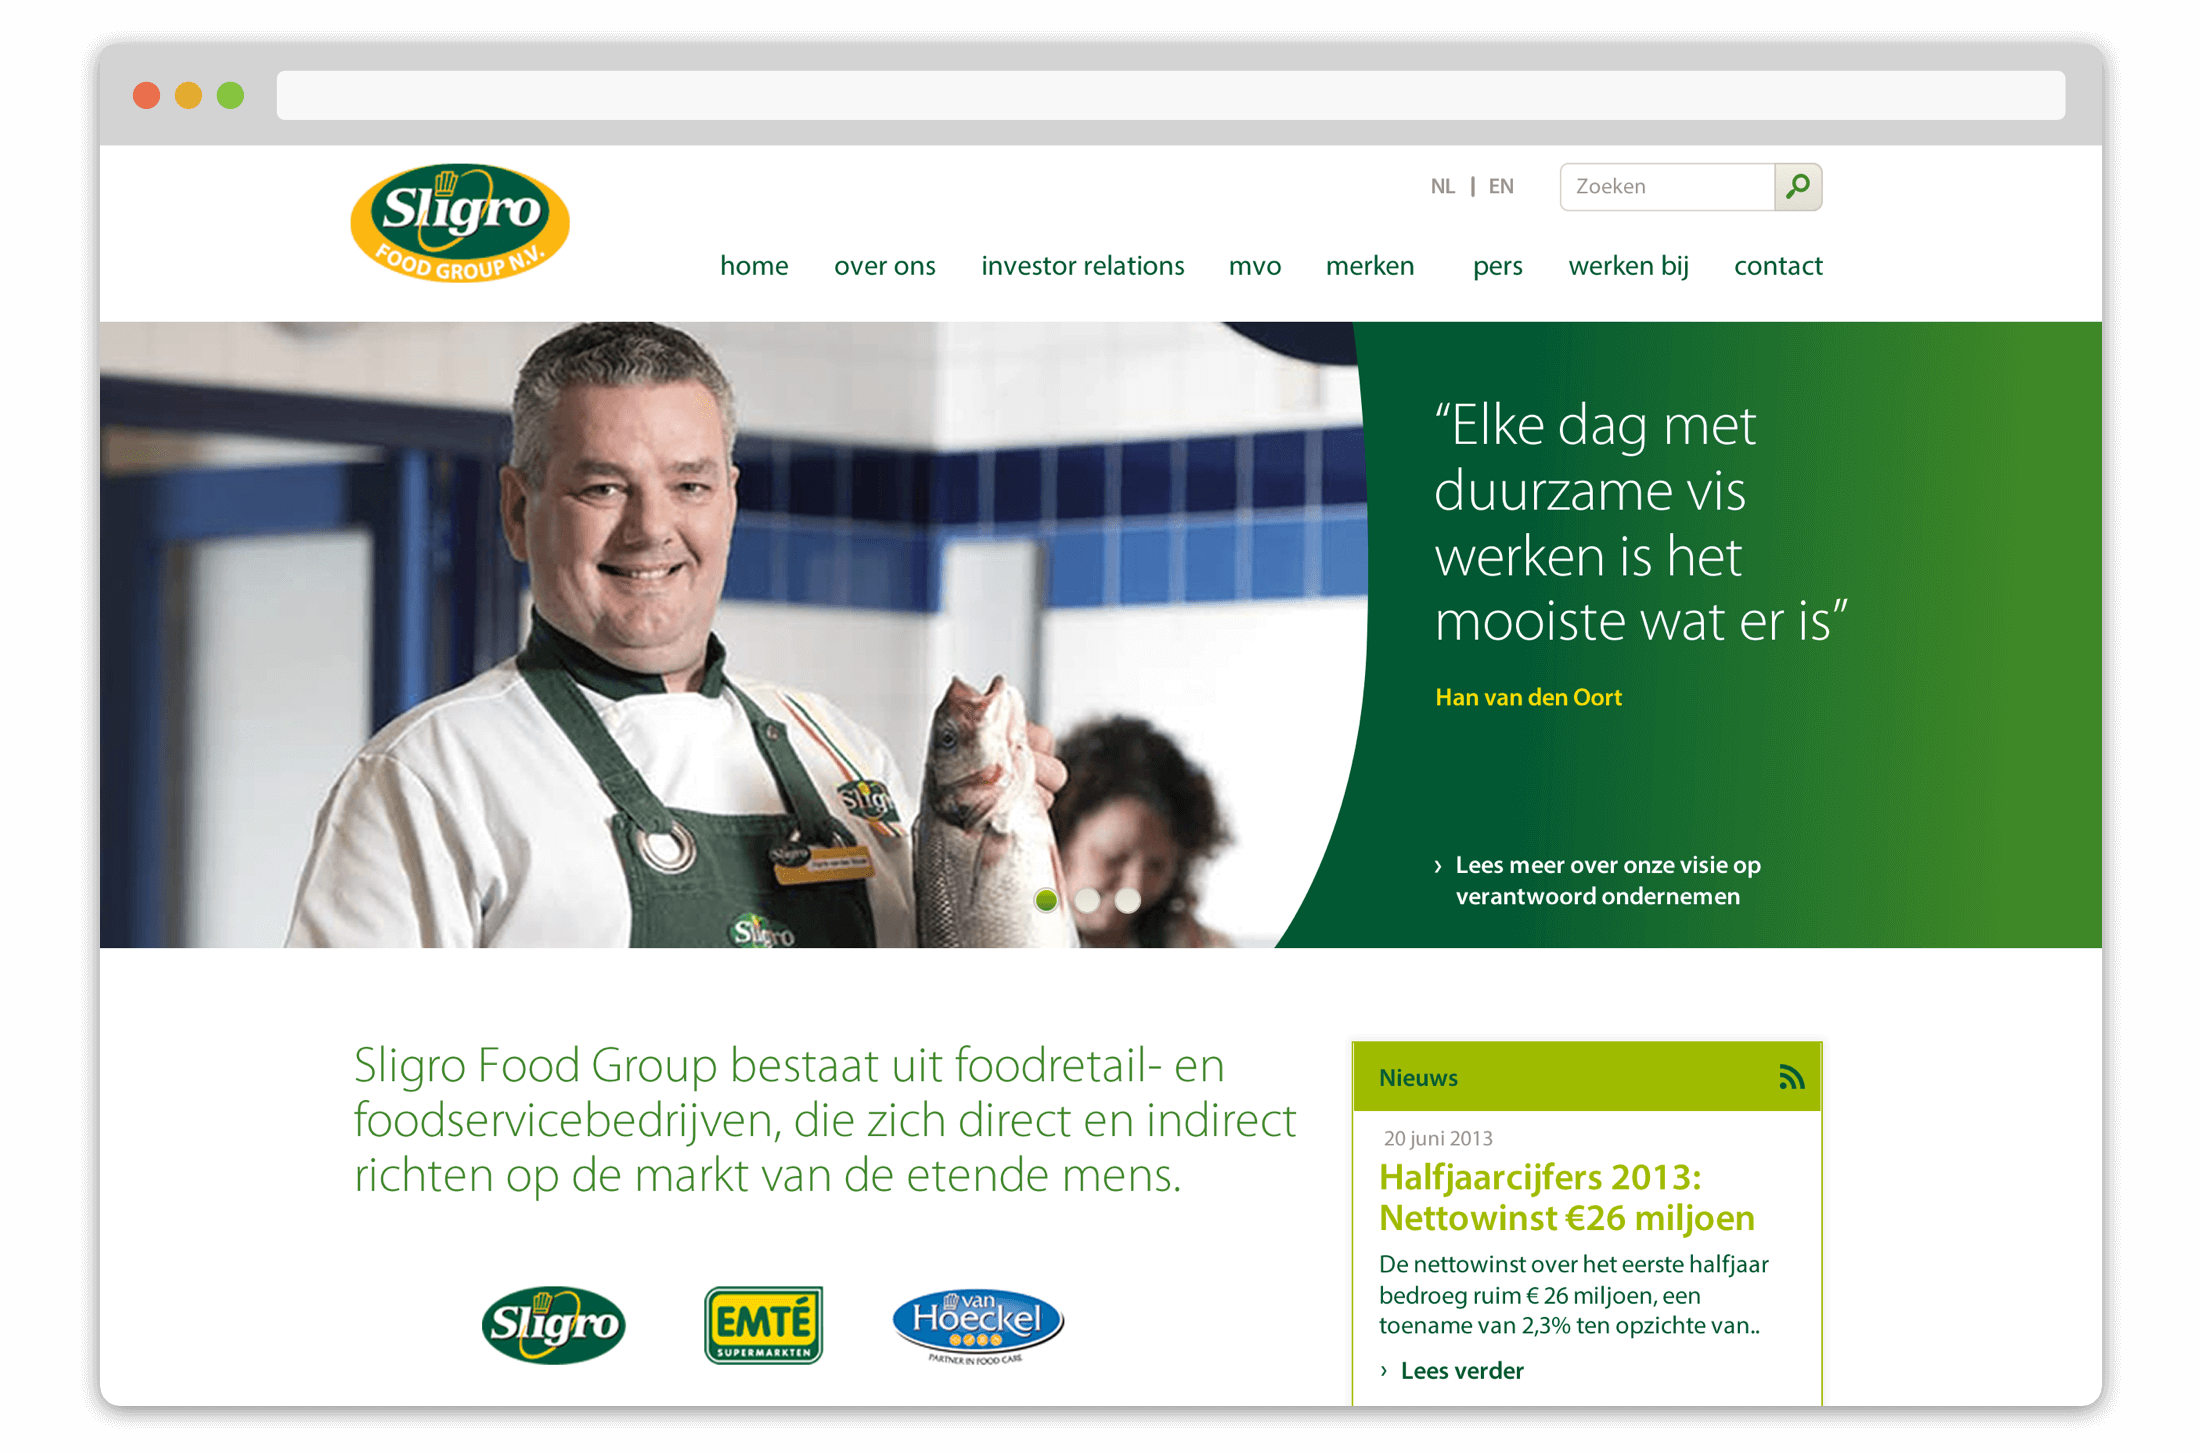 Sligro
FOOD GROUP N.V.
NL | EN
Zoeken
home over ons investor relations mvo merken pers werken bij contact
“Elke dag met
duurzame vis
werken is het
mooiste wat er is”
Han van den Oort
› Lees meer over onze visie op
verantwoord ondernemen
Sligro
Sligro
Sligro Food Group bestaat uit foodretail- en
foodservicebedrijven, die zich direct en indirect
richten op de markt van de etende mens.
Sligro
EMTÉ
SUPERMARKTEN
van
Hoeckel
PARTNER IN FOOD CARE
Nieuws
20 juni 2013
Halfjaarcijfers 2013:
Nettowinst €26 miljoen
De nettowinst over het eerste halfjaar
bedroeg ruim € 26 miljoen, een
toename van 2,3% ten opzichte van..
› Lees verder